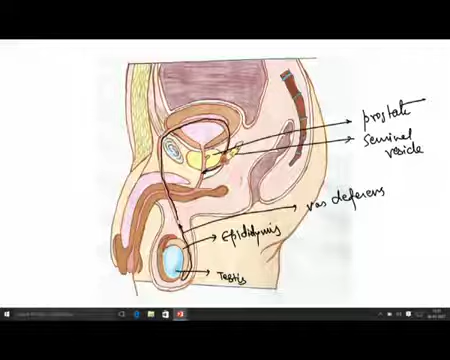 prostate
seminal
vesicle
vas deferens
Epididymis
Testis